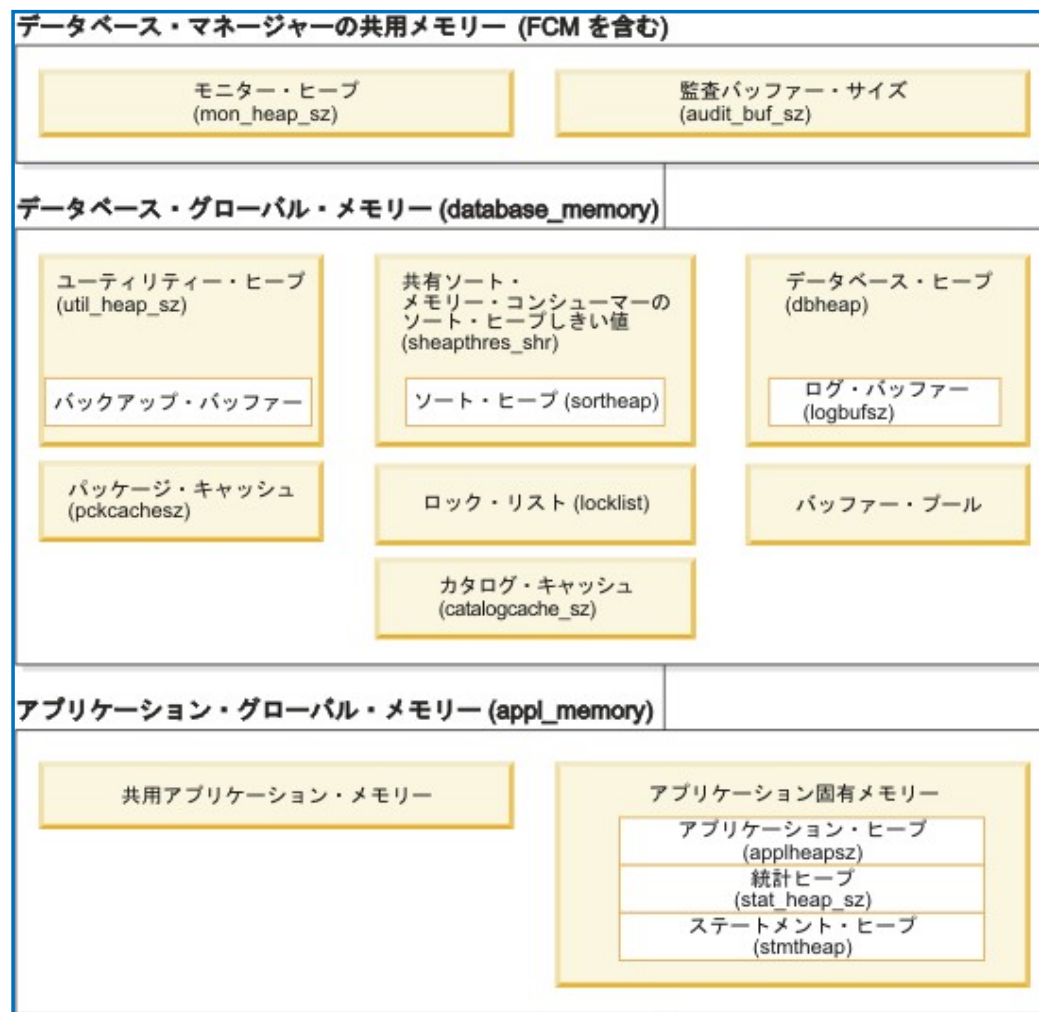 データベース・マネージャーの共用メモリー (FCM を含む)
モニター・ヒープ
(mon_heap_sz)
監査バッファー・サイズ
(audit_buf_sz)
データベース・グローバル・メモリー (database_memory)
ユーティリティー・ヒープ
(util_heap_sz)
バックアップ・バッファー
共有ソート・
メモリー・コンシューマーの
ソート・ヒープしきい値
(sheapthres_shr)
ソート・ヒープ (sortheap)
データベース・ヒープ
(dbheap)
ログ・バッファー
(logbufsz)
パッケージ・キャッシュ
(pckcachesz)
ロック・リスト (locklist)
バッファー・プール
カタログ・キャッシュ
(catalogcache_sz)
アプリケーション・グローバル・メモリー (appl_memory)
共用アプリケーション・メモリー
アプリケーション固有メモリー
アプリケーション・ヒープ
(applheapsz)
統計ヒープ
(stat_heap_sz)
ステートメント・ヒープ
(stmtheap)